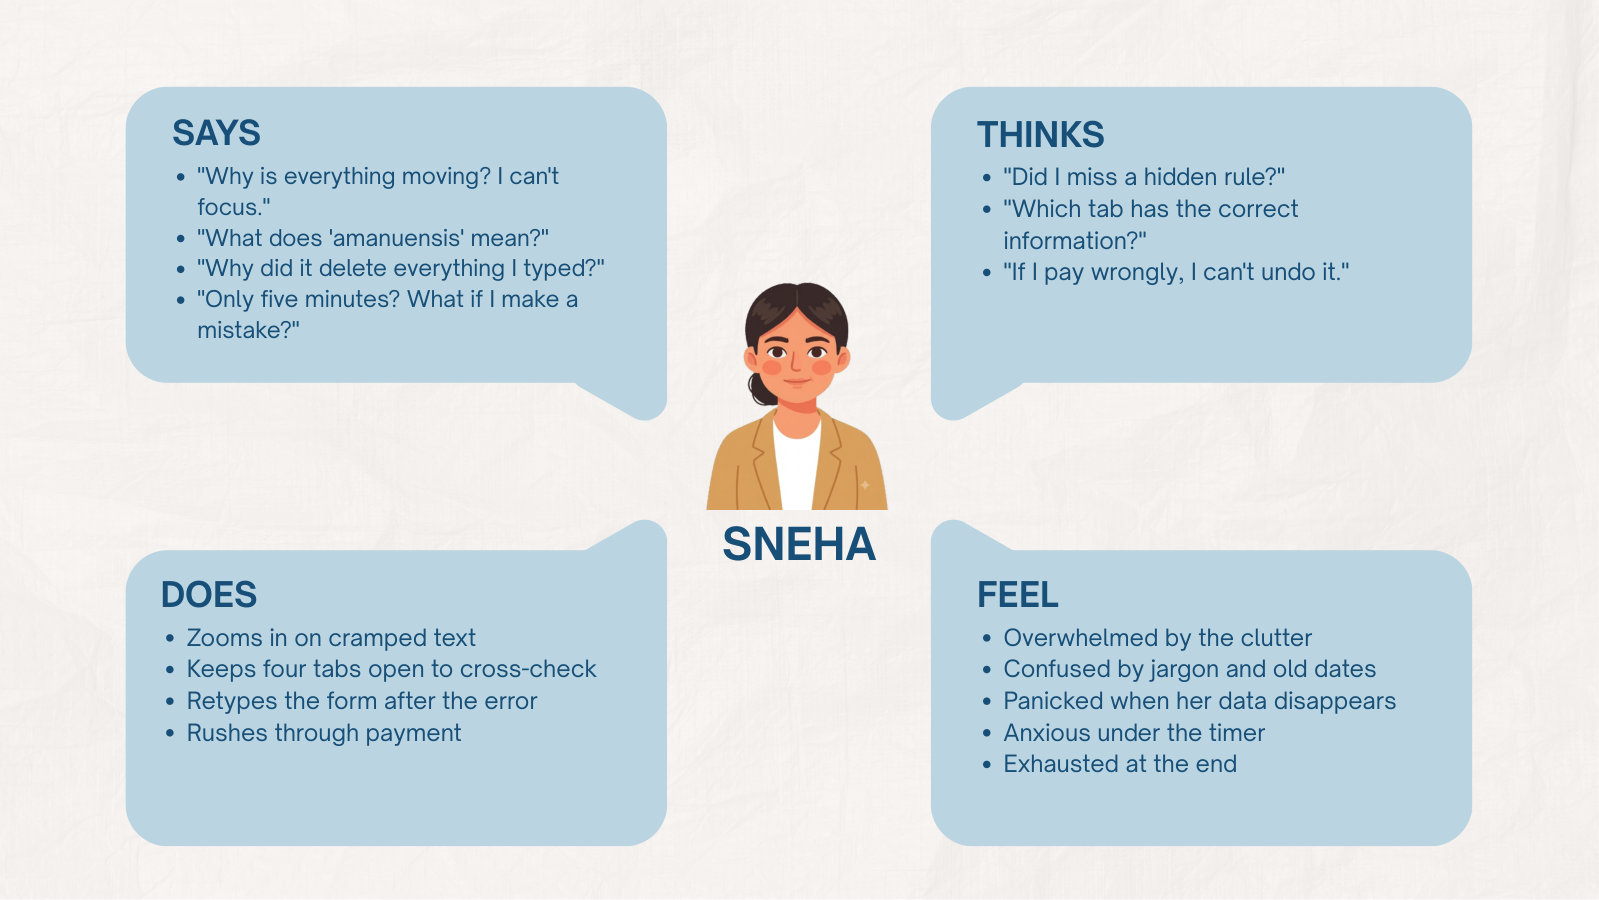 SAYS
• "Why is everything moving? I can't
focus."
• "What does 'amanuensis' mean?"
• "Why did it delete everything I typed?"
• "Only five minutes? What if I make a
mistake?"
THINKS
• "Did I miss a hidden rule?"
• "Which tab has the correct
information?"
• "If I pay wrongly, I can't undo it."
SNEHA
DOES
• Zooms in on cramped text
• Keeps four tabs open to cross-check
• Retypes the form after the error
• Rushes through payment
FEEL
• Overwhelmed by the clutter
• Confused by jargon and old dates
• Panicked when her data disappears
• Anxious under the timer
• Exhausted at the end